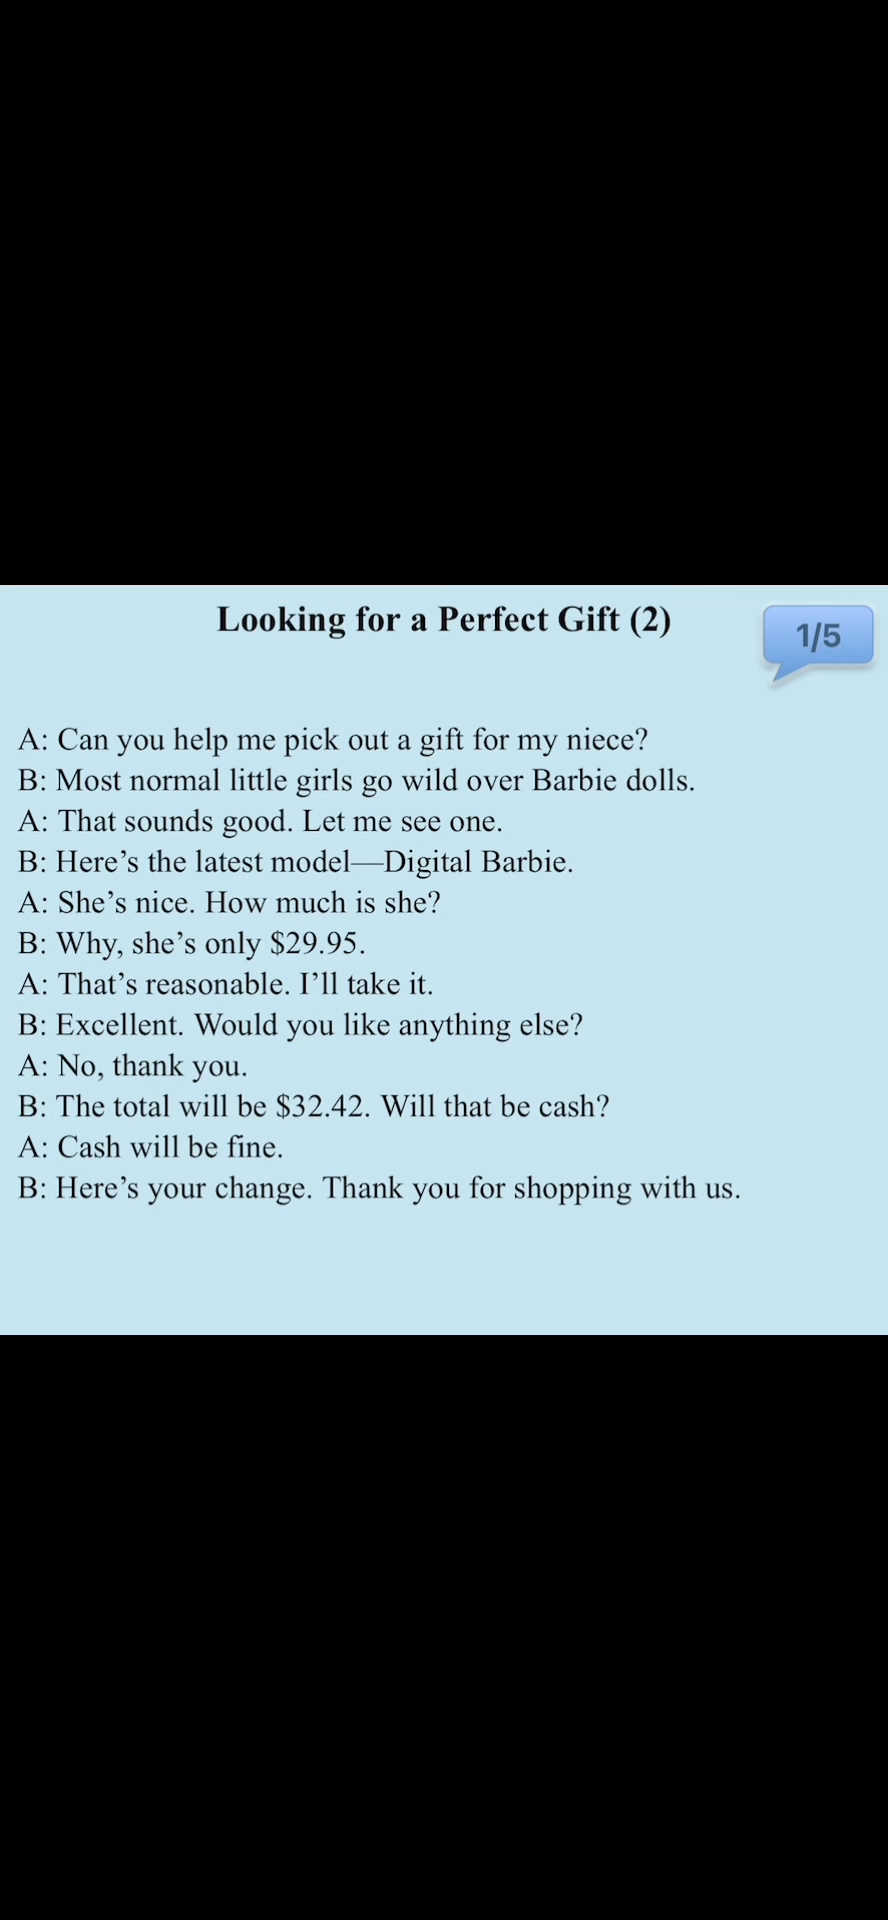 Looking for a Perfect Gift (2)
1/5
A: Can you help me pick out a gift for my niece?
B: Most normal little girls go wild over Barbie dolls.
A: That sounds good. Let me see one.
B: Here’s the latest model—Digital Barbie.
A: She’s nice. How much is she?
B: Why, she’s only $29.95.
A: That’s reasonable. I’ll take it.
B: Excellent. Would you like anything else?
A: No, thank you.
B: The total will be $32.42. Will that be cash?
A: Cash will be fine.
B: Here’s your change. Thank you for shopping with us.